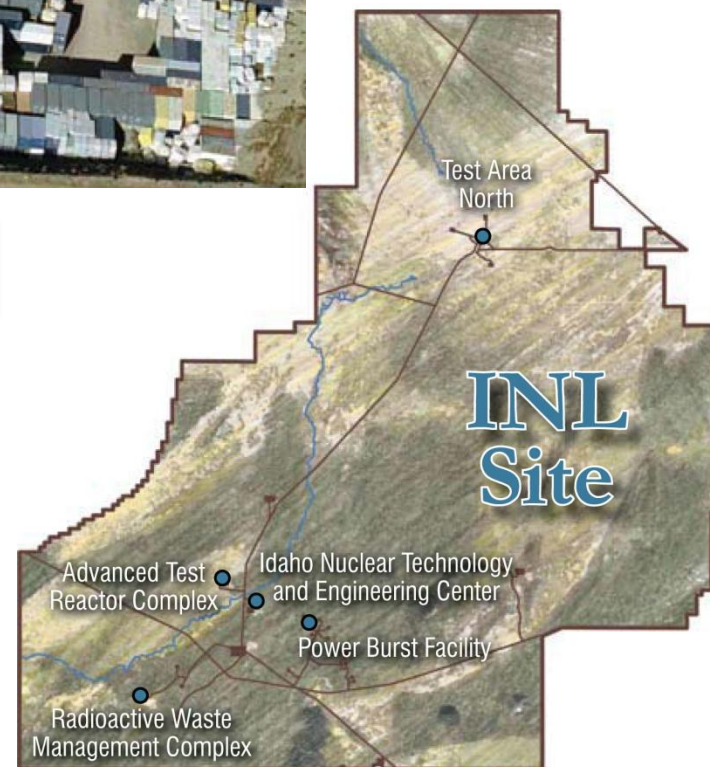 Test Area
North
INL
Site
Advanced Test
Reactor Complex
Idaho Nuclear Technology
and Engineering Center
Power Burst Facility
Radioactive Waste
Management Complex